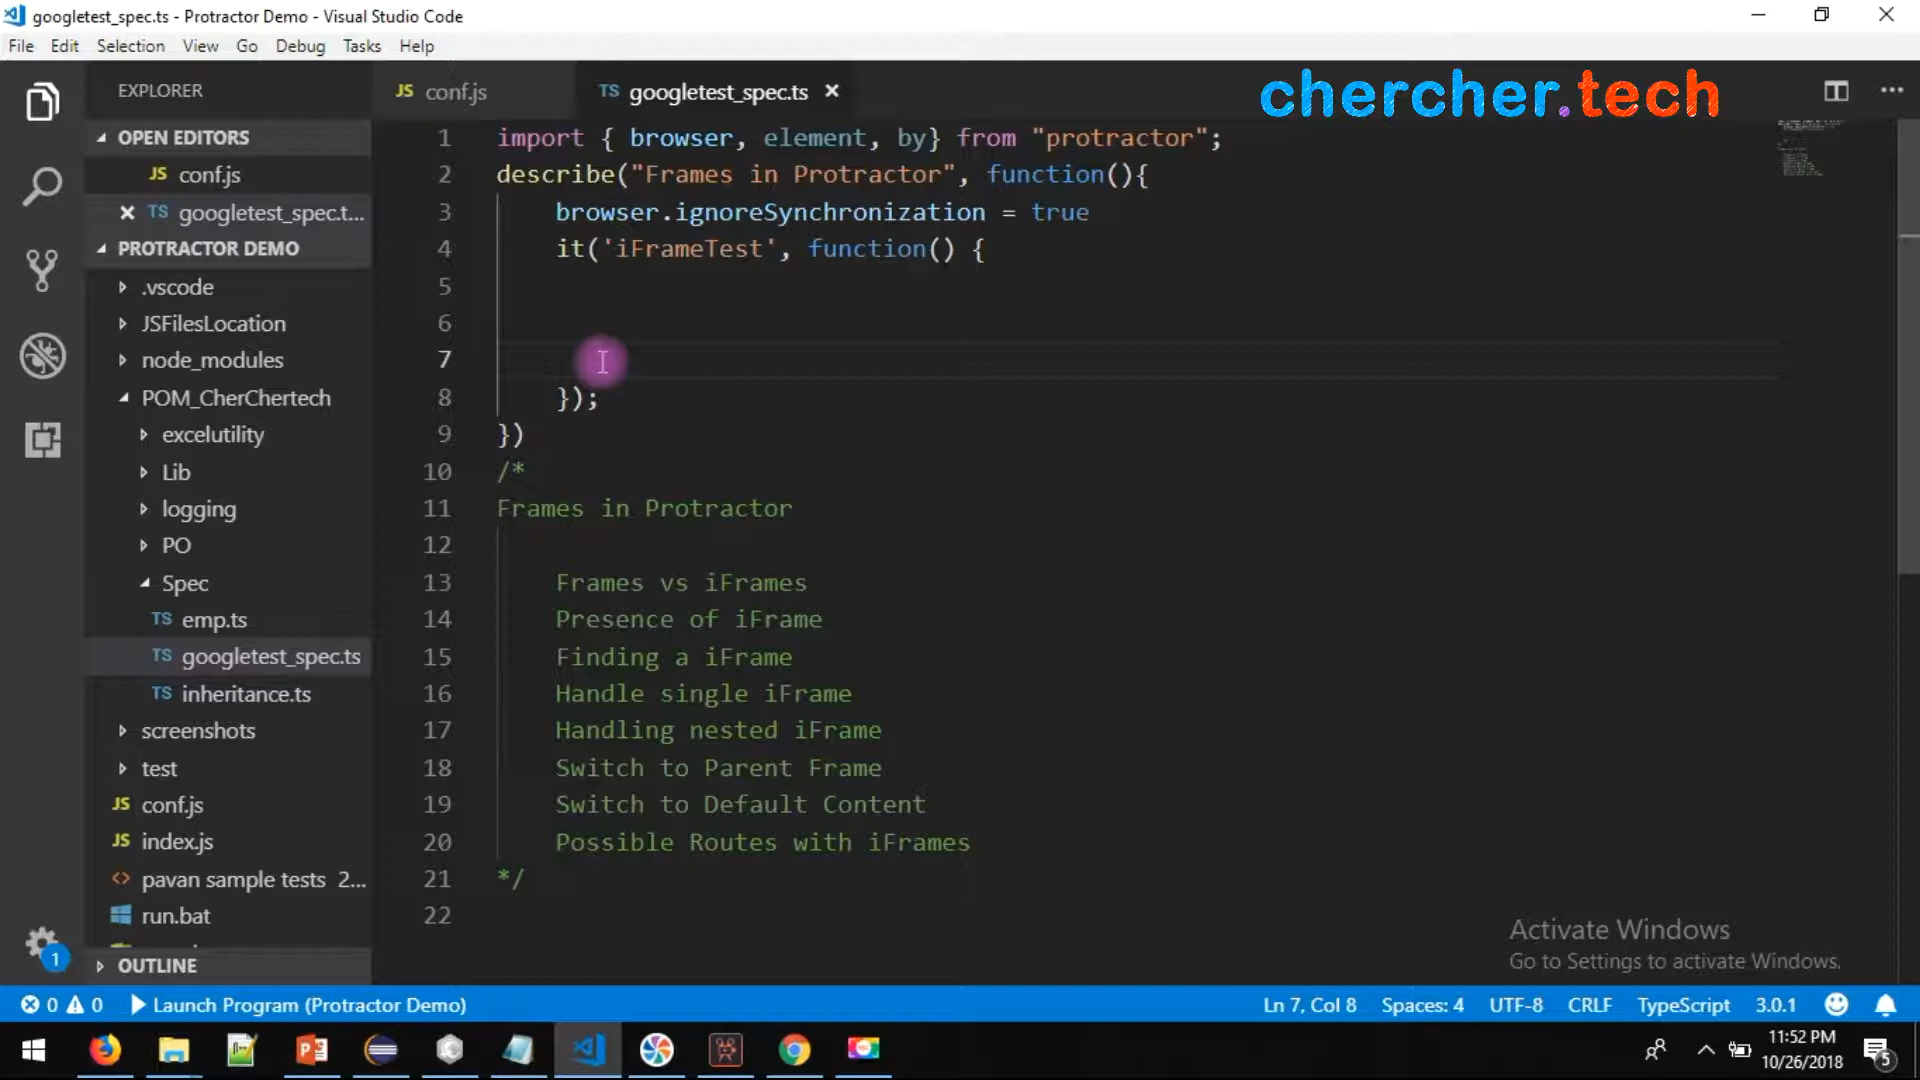 googletest_spec.ts - Protractor Demo - Visual Studio Code
File Edit Selection View Go Debug Tasks Help
EXPLORER
JS conf.js
TS googletest_spec.ts
chercher.tech
OPEN EDITORS
JS conf.js
TS googletest_spec.t...
PROTRACTOR DEMO
.vscode
JSFilesLocation
node_modules
POM_CherChertech
excelutility
Lib
logging
PO
Spec
TS emp.ts
TS googletest_spec.ts
TS inheritance.ts
screenshots
test
JS conf.js
JS index.js
<> pavan sample tests 2...
run.bat
OUTLINE
1 import { browser, element, by} from "protractor";
2 describe("Frames in Protractor", function(){
3 browser.ignoreSynchronization = true
4 it('iFrameTest', function() {
5
6
7
8 });
9 })
10 /*
11 Frames in Protractor
12
13 Frames vs iFrames
14 Presence of iFrame
15 Finding a iFrame
16 Handle single iFrame
17 Handling nested iFrame
18 Switch to Parent Frame
19 Switch to Default Content
20 Possible Routes with iFrames
21 */
22
Activate Windows
Go to Settings to activate Windows.
1
0 0 Launch Program (Protractor Demo)
Ln 7, Col 8 Spaces: 4 UTF-8 CRLF TypeScript 3.0.1
11:52 PM
10/26/2018
5